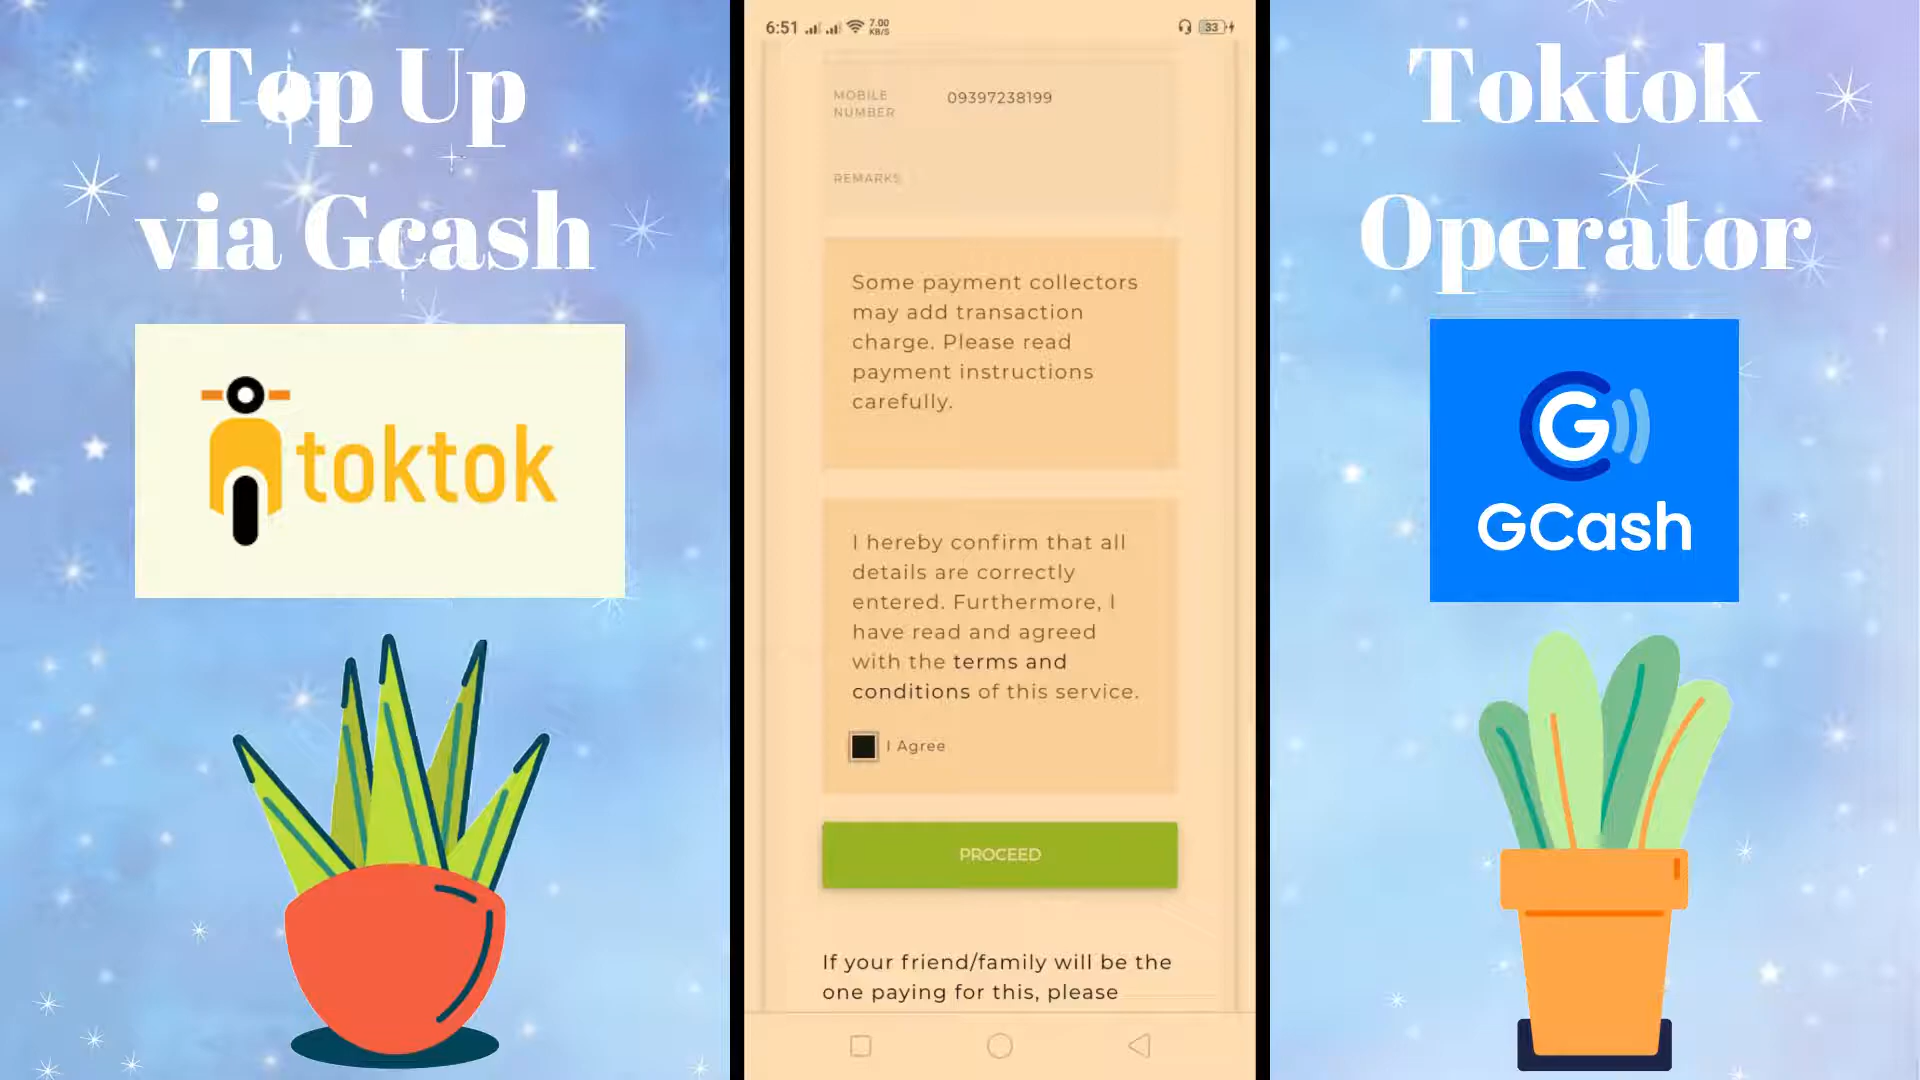 Top Up
via Gcash
toktok
6:51
7.00
KB/S
33
MOBILE
NUMBER
09397238199
REMARKS
Some payment collectors
may add transaction
charge. Please read
payment instructions
carefully.
I hereby confirm that all
details are correctly
entered. Furthermore, I
have read and agreed
with the terms and
conditions of this service.
I Agree
PROCEED
If your friend/family will be the
one paying for this, please
Toktok
Operator
G
GCash